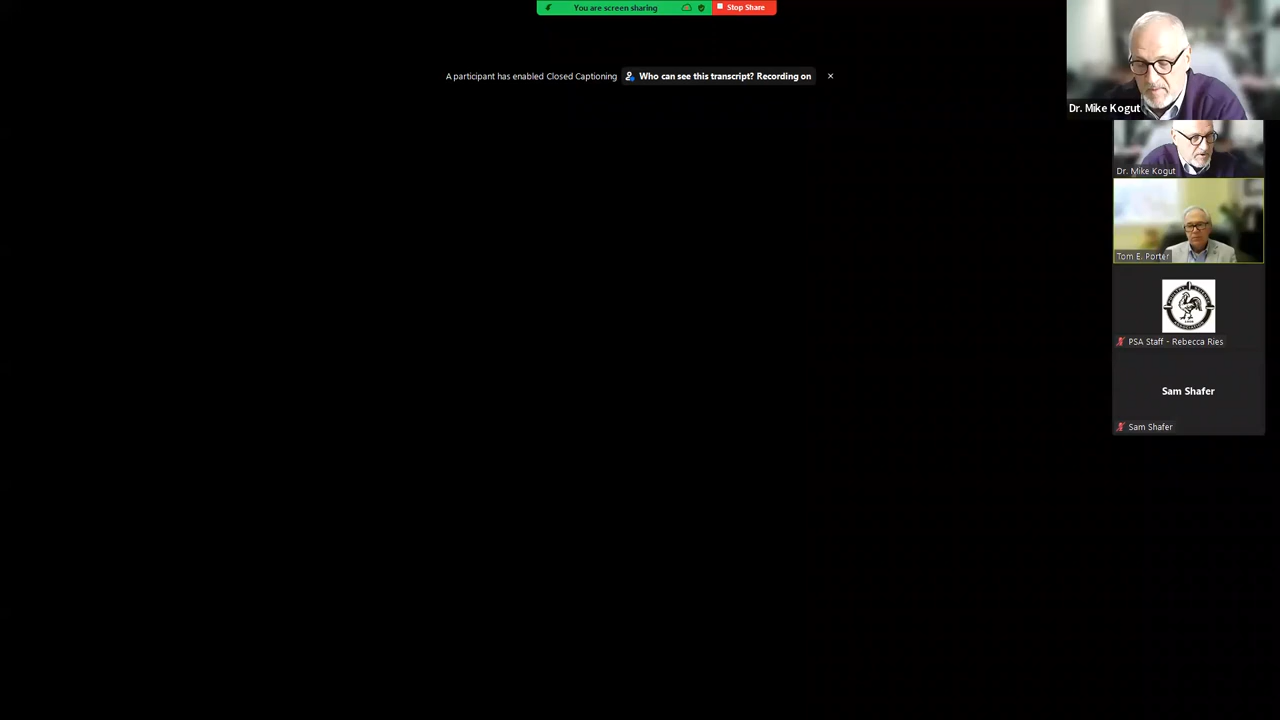 You are screen sharing
Stop Share
A participant has enabled Closed Captioning
Who can see this transcript? Recording on
Dr. Mike Kogut
Dr. Mike Kogut
Tom E. Porter
PSA Staff - Rebecca Ries
Sam Shafer
Sam Shafer